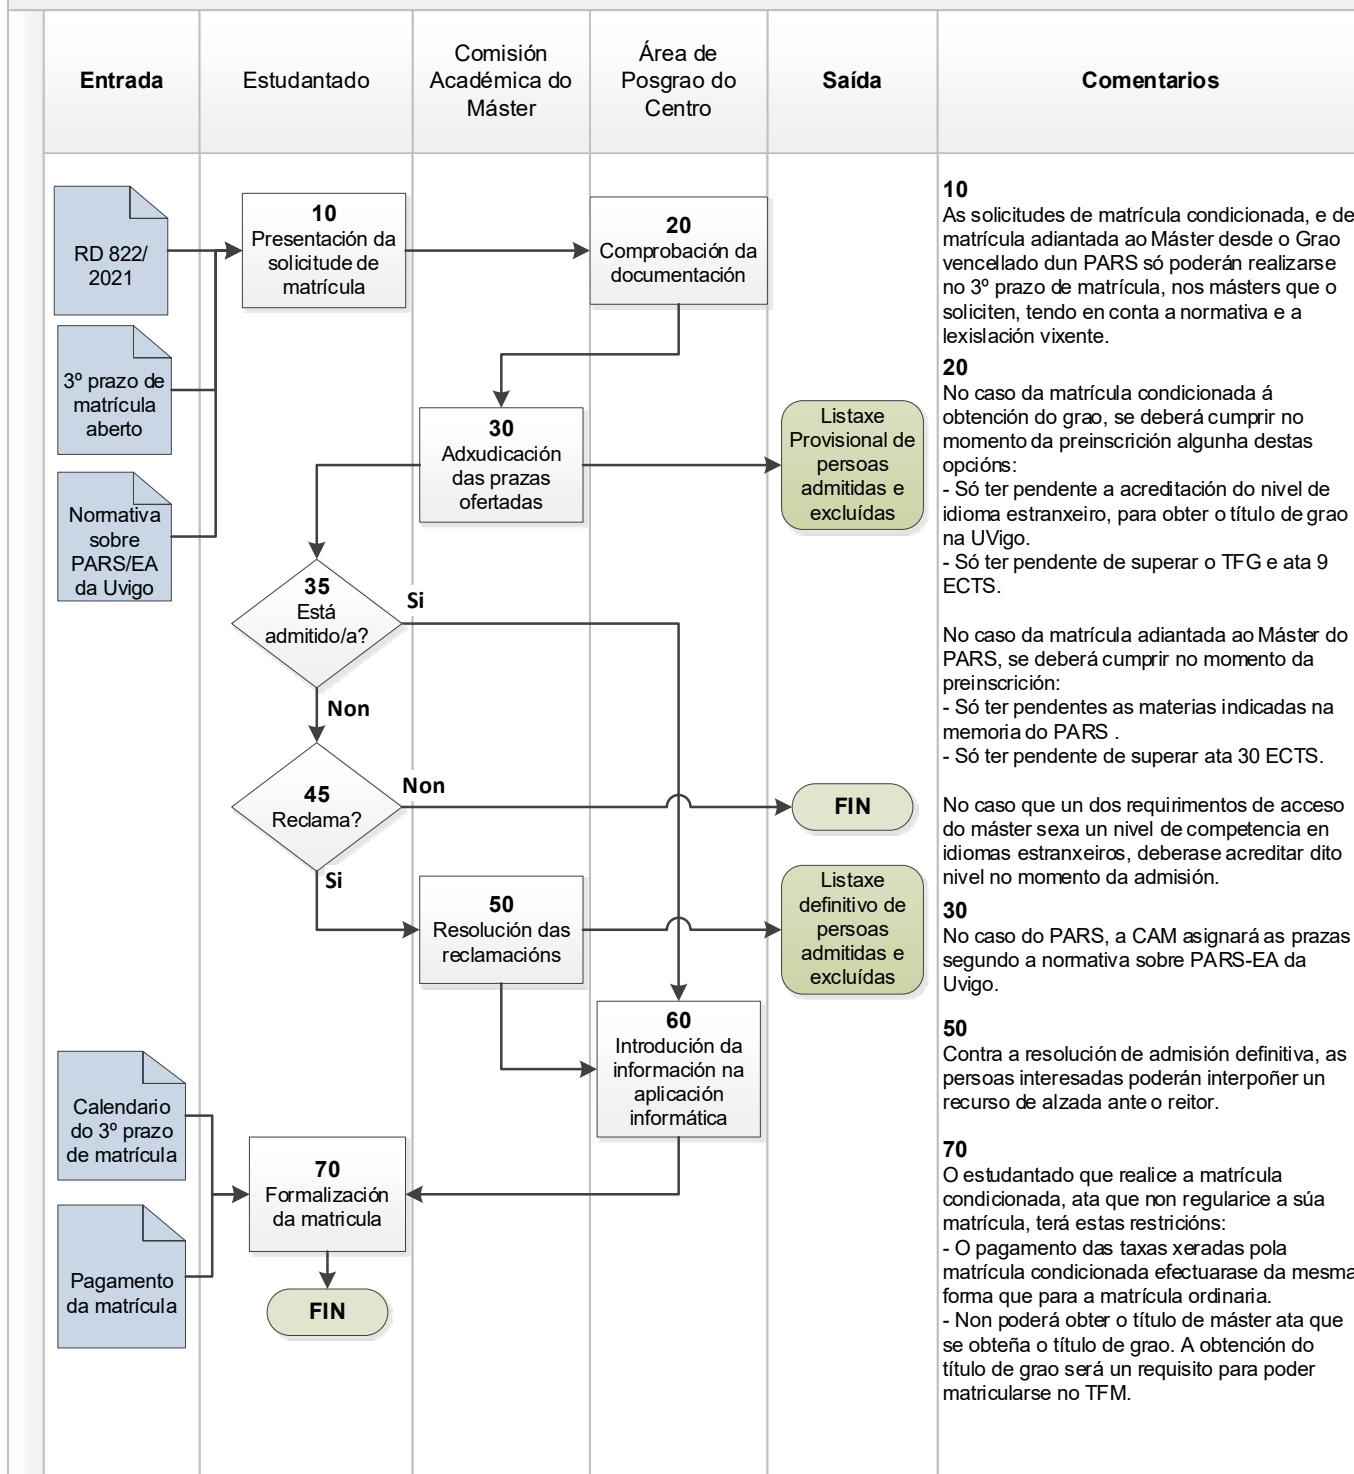 Entrada
Estudantado
Comisión
Académica do
Máster
Área de
Posgrao do
Centro
Saída
Comentarios
RD 822/
2021
3º prazo de
matrícula
aberto
Normativa
sobre
PARS/EA
da Uvigo
10
Presentación da
solicitude de
matrícula
20
Comprobación da
documentación
30
Adxudicación
das prazas
ofertadas
Listaxe
Provisional de
persoas
admitidas e
excluídas
35
Está
admitido/a?
Si
Non
45
Reclama?
Non
FIN
Si
50
Resolución das
reclamacións
Listaxe
definitivo de
persoas
admitidas e
excluídas
60
Introdución da
información na
aplicación
informática
Calendario
do 3º prazo
de matrícula
Pagamento
da matrícula
70
Formalización
da matricula
FIN
10
As solicitudes de matrícula condicionada, e de
matrícula adiantada ao Máster desde o Grao
vencellado dun PARS só poderán realizarse
no 3º prazo de matrícula, nos másters que o
soliciten, tendo en conta a normativa e a
lexislación vixente.
20
No caso da matrícula condicionada á
obtención do grao, se deberá cumprir no
momento da preinscrición algunha destas
opcións:
- Só ter pendente a acreditación do nivel de
idioma estranxeiro, para obter o título de grao
na UVigo.
- Só ter pendente de superar o TFG e ata 9
ECTS.
No caso da matrícula adiantada ao Máster do
PARS, se deberá cumprir no momento da
preinscrición:
- Só ter pendentes as materias indicadas na
memoria do PARS .
- Só ter pendente de superar ata 30 ECTS.
No caso que un dos requirimentos de acceso
do máster sexa un nivel de competencia en
idiomas estranxeiros, deberase acreditar dito
nivel no momento da admisión.
30
No caso do PARS, a CAM asignará as prazas
segundo a normativa sobre PARS-EA da
Uvigo.
50
Contra a resolución de admisión definitiva, as
persoas interesadas poderán interpoñer un
recurso de alzada ante o reitor.
70
O estudantado que realice a matrícula
condicionada, ata que non regularice a súa
matrícula, terá estas restricións:
- O pagamento das taxas xeradas pola
matrícula condicionada efectuarase da mesma
forma que para a matrícula ordinaria.
- Non poderá obter o título de máster ata que
se obteña o título de grao. A obtención do
título de grao será un requisito para poder
matricularse no TFM.